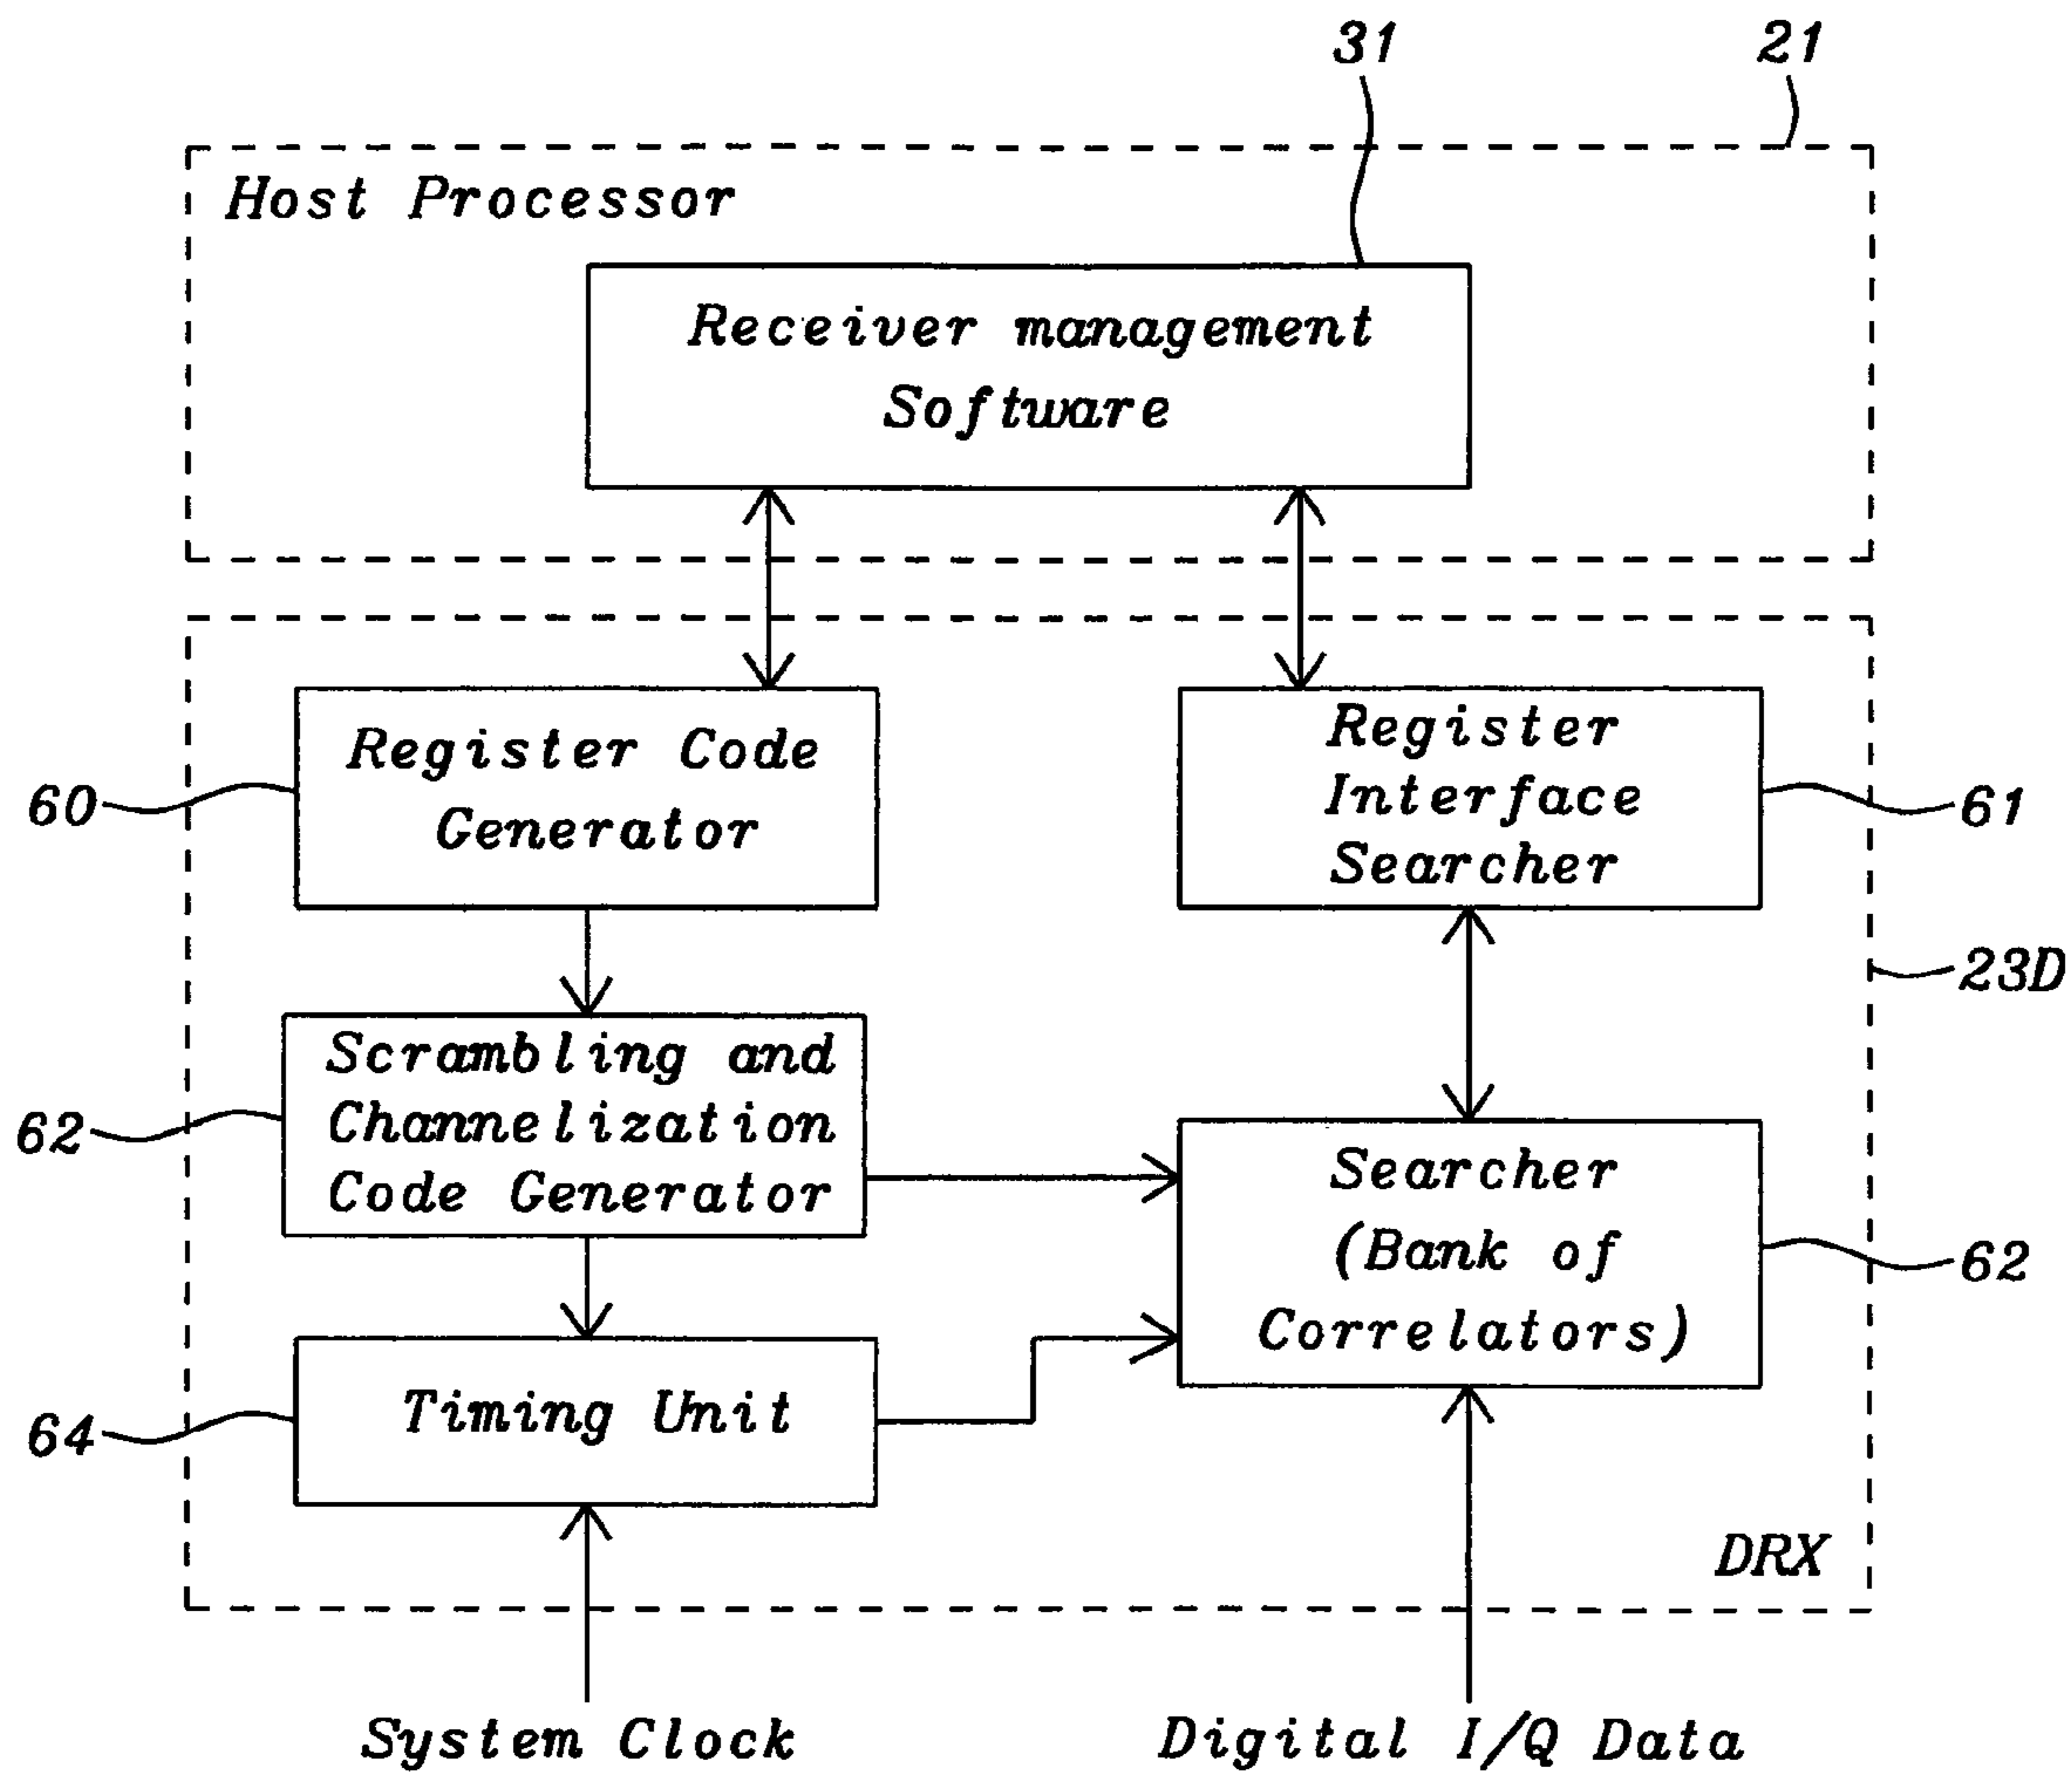 31
21
Host Processor
Receiver management
Software
Register Code
Generator
60
Register
Interface
Searcher
61
23D
Scrambling and
Channelization
Code Generator
62
Searcher
(Bank of
Correlators)
62
Timing Unit
64
DRX
System Clock
Digital I/Q Data